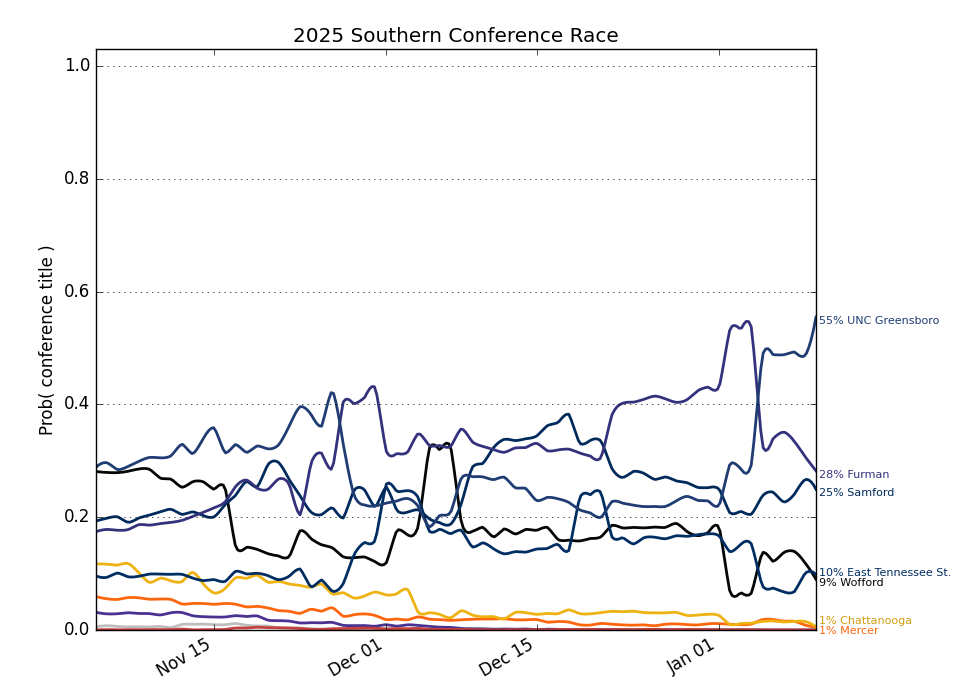 2025 Southern Conference Race
Prob( conference title )
1.0
0.8
0.6
0.4
0.2
0.0
Nov 15
Dec 01
Dec 15
Jan 01
55% UNC Greensboro
28% Furman
25% Samford
10% East Tennessee St.
9% Wofford
1% Chattanooga
1% Mercer